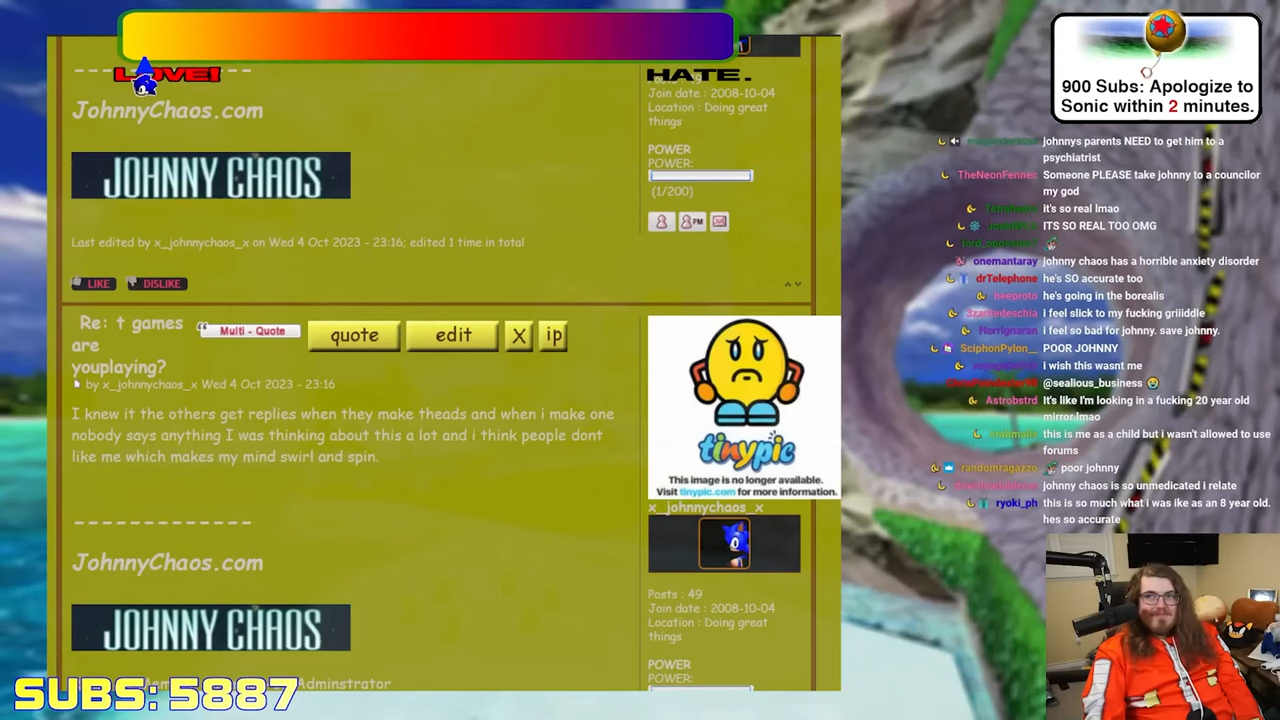 LOVE!
HATE.
JohnnyChaos.com
JOHNNY CHAOS
Last edited by x_johnnychaos_x on Wed 4 Oct 2023 - 23:16; edited 1 time in total
LIKE
DISLIKE
Join date : 2008-10-04
Location : Doing great
things
POWER
POWER:
(1/200)
PM
Re: † games
are
youplaying?
Multi - Quote
quote
edit
X
ip
by x_johnnychaos_x Wed 4 Oct 2023 - 23:16
I knew it the others get replies when they make theads and when i make one
nobody says anything I was thinking about this a lot and i think people dont
like me which makes my mind swirl and spin.
-------------
JohnnyChaos.com
JOHNNY CHAOS
Adminstrator
tinypic
This image is no longer available.
Visit tinypic.com for more information.
x_johnnychaos_x
Posts : 49
Join date : 2008-10-04
Location : Doing great
things
POWER
POWER:
SUBS: 5887
900 Subs: Apologize to
Sonic within 2 minutes.
johnnys parents NEED to get him to a
psychiatrist
TheNeonFennec Someone PLEASE take johnny to a councilor
my god
It's so real lmao
ITS SO REAL TOO OMG
onemantaray johnny chaos has a horrible anxiety disorder
drTelephone he's SO accurate too
beeproto he's going in the borealis
i feel slick to my fucking griiiddle
Horrignaran i feel so bad for johnny. save johnny.
SciphonPylon__ POOR JOHNNY
i wish this wasnt me
@sealious_business
Astrobstrd It's like I'm looking in a fucking 20 year old
mirror lmao
this is me as a child but i wasn't allowed to use
forums
randomragazzo poor johnny
johnny chaos is so unmedicated i relate
ryoki_ph this is so much what i was ike as an 8 year old.
hes so accurate